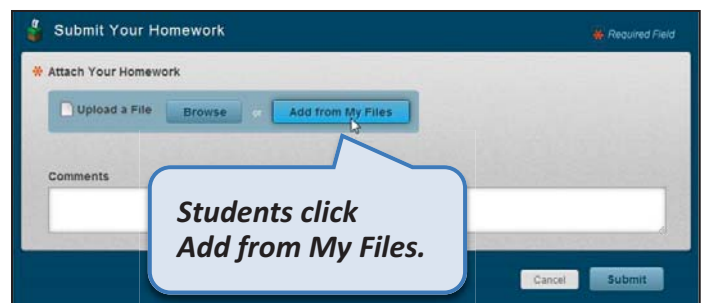 Submit Your Homework
* Required Field
* Attach Your Homework
Upload a File Browse or Add from My Files
Comments
Students click
Add from My Files.
Cancel Submit